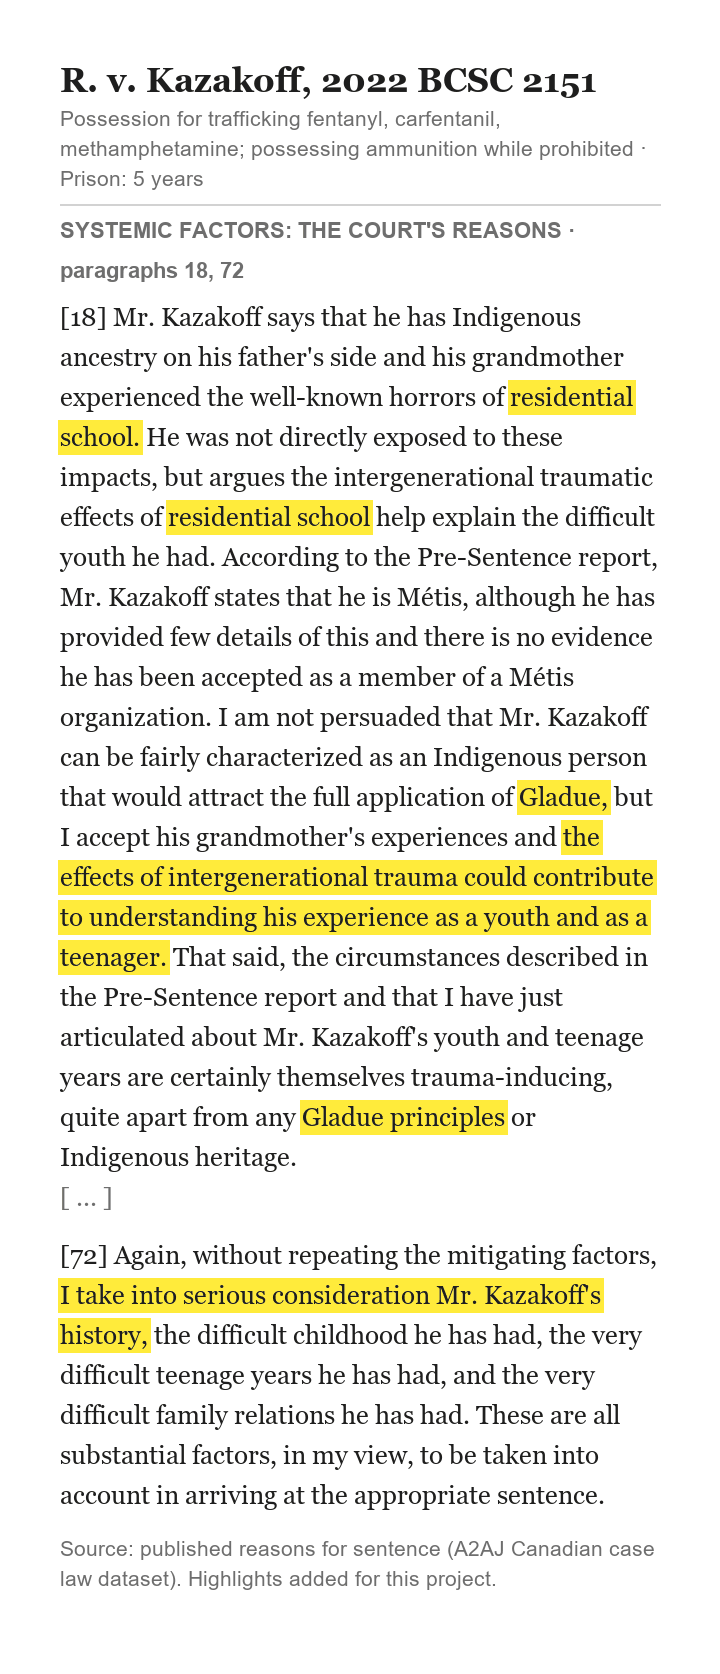 R. v. Kazakoff, 2022 BCSC 2151
Possession for trafficking fentanyl, carfentanil,
methamphetamine; possessing ammunition while prohibited ·
Prison: 5 years
SYSTEMIC FACTORS: THE COURT'S REASONS ·
paragraphs 18, 72
[18] Mr. Kazakoff says that he has Indigenous
ancestry on his father's side and his grandmother
experienced the well-known horrors of residential
school. He was not directly exposed to these
impacts, but argues the intergenerational traumatic
effects of residential school help explain the difficult
youth he had. According to the Pre-Sentence report,
Mr. Kazakoff states that he is Métis, although he has
provided few details of this and there is no evidence
he has been accepted as a member of a Métis
organization. I am not persuaded that Mr. Kazakoff
can be fairly characterized as an Indigenous person
that would attract the full application of Gladue, but
I accept his grandmother's experiences and the
effects of intergenerational trauma could contribute
to understanding his experience as a youth and as a
teenager. That said, the circumstances described in
the Pre-Sentence report and that I have just
articulated about Mr. Kazakoff's youth and teenage
years are certainly themselves trauma-inducing,
quite apart from any Gladue principles or
Indigenous heritage.
[ ... ]
[72] Again, without repeating the mitigating factors,
I take into serious consideration Mr. Kazakoff's
history, the difficult childhood he has had, the very
difficult teenage years he has had, and the very
difficult family relations he has had. These are all
substantial factors, in my view, to be taken into
account in arriving at the appropriate sentence.
Source: published reasons for sentence (A2AJ Canadian case
law dataset). Highlights added for this project.